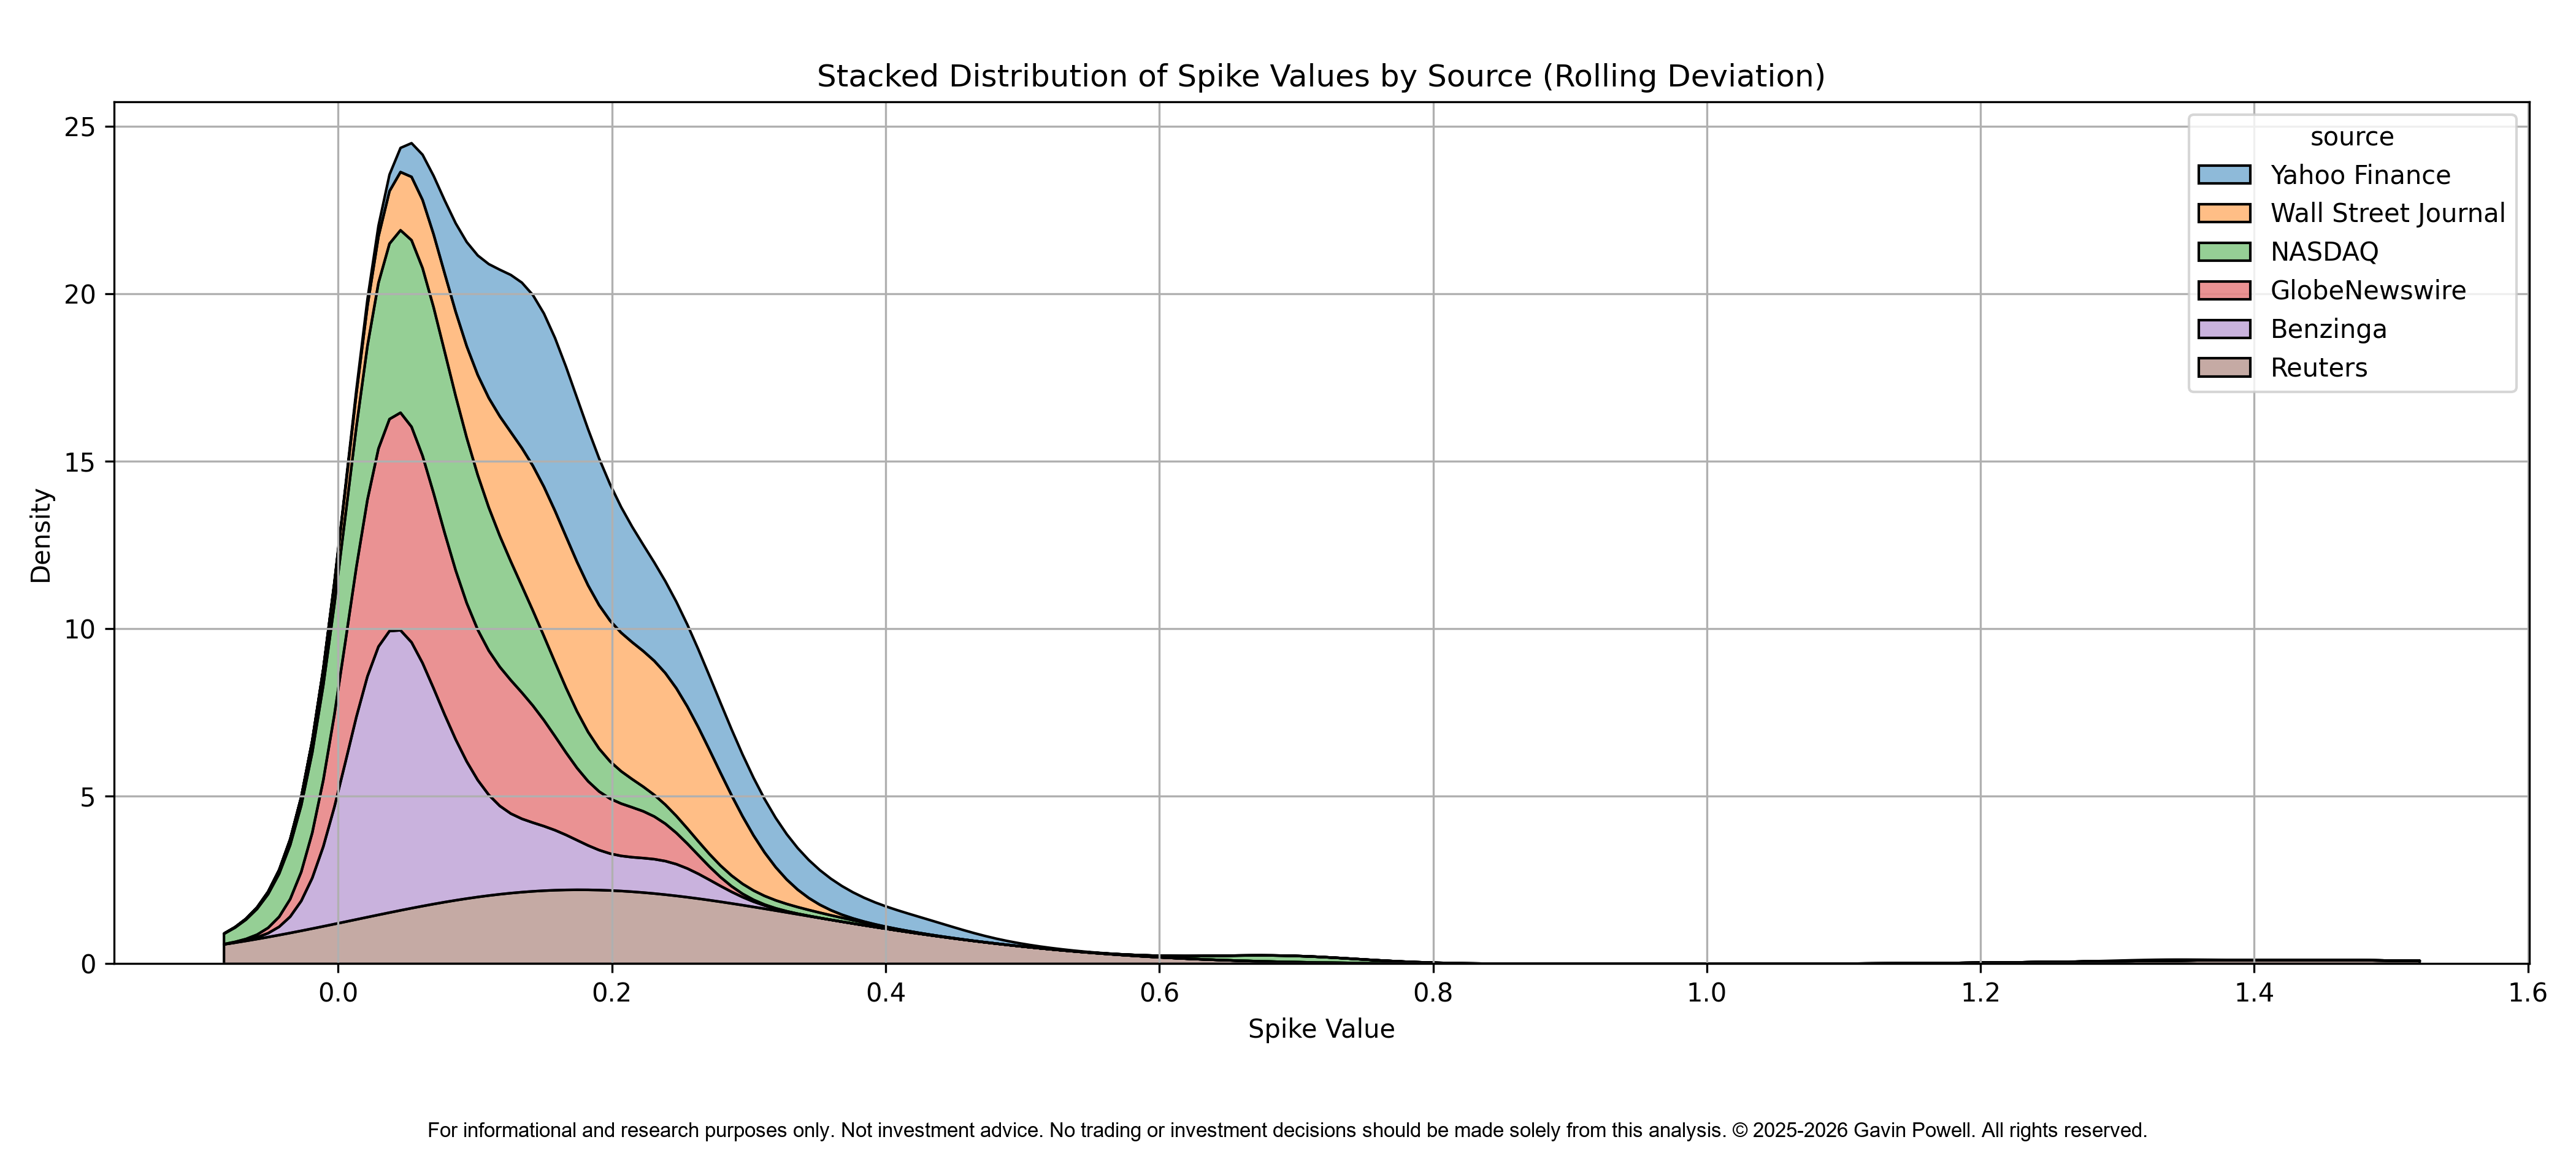 Stacked Distribution of Spike Values by Source (Rolling Deviation)
25
20
15
10
5
0
Density
source
Yahoo Finance
Wall Street Journal
NASDAQ
GlobeNewswire
Benzinga
Reuters
0.0 0.2 0.4 0.6 0.8 1.0 1.2 1.4 1.6
Spike Value
For informational and research purposes only. Not investment advice. No trading or investment decisions should be made solely from this analysis. © 2025-2026 Gavin Powell. All rights reserved.